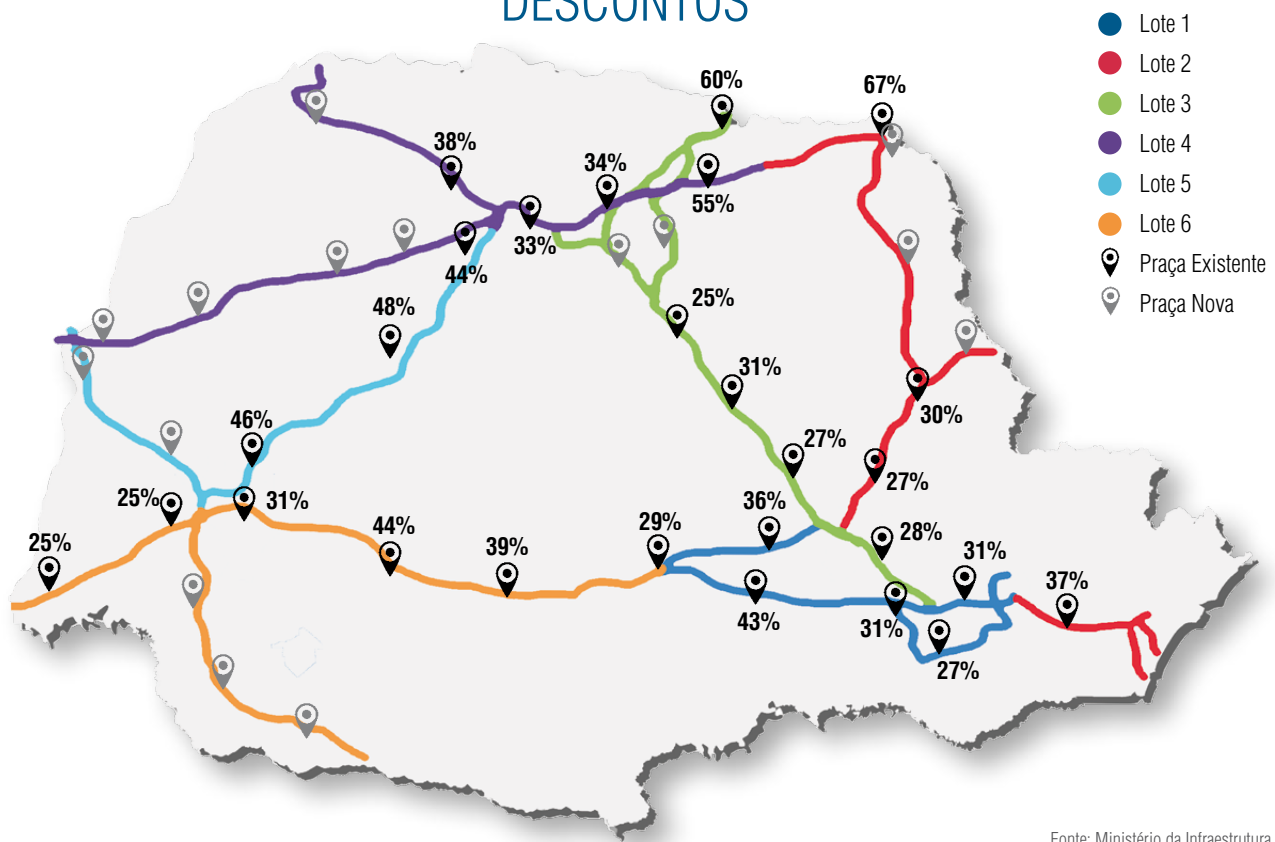 DESCONTOS
Lote 1
Lote 2
Lote 3
Lote 4
Lote 5
Lote 6
Praça Existente
Praça Nova
60%
67%
38%
34%
55%
33%
44%
48%
25%
31%
30%
46%
27%
27%
25%
31%
36%
28%
44%
29%
25%
39%
31%
37%
43%
31%
27%
Fonte: Ministério da Infraestrutura